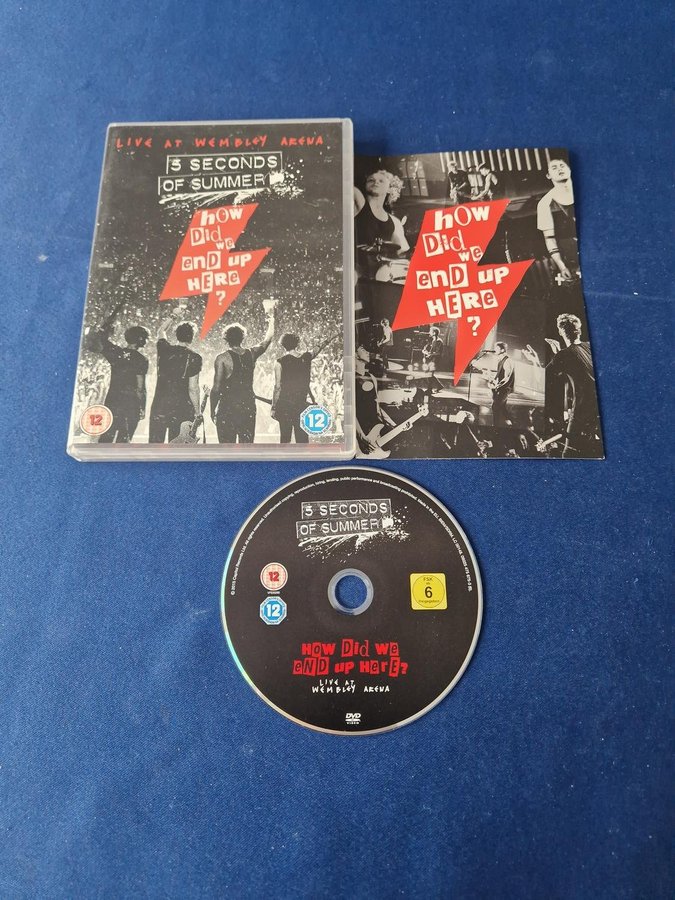 LIVE AT WEMBLEY ARENA
5 SECONDS
OF SUMMER
HOW
DID
WE
END UP
HERE
?
12
12
HOW
DID
WE
END UP
HERE
?
5 SECONDS
OF SUMMER
12
12
FSK
6
HOW DID WE
END UP HERE?
LIVE AT
WEMBLEY ARENA
DVD
VIDEO